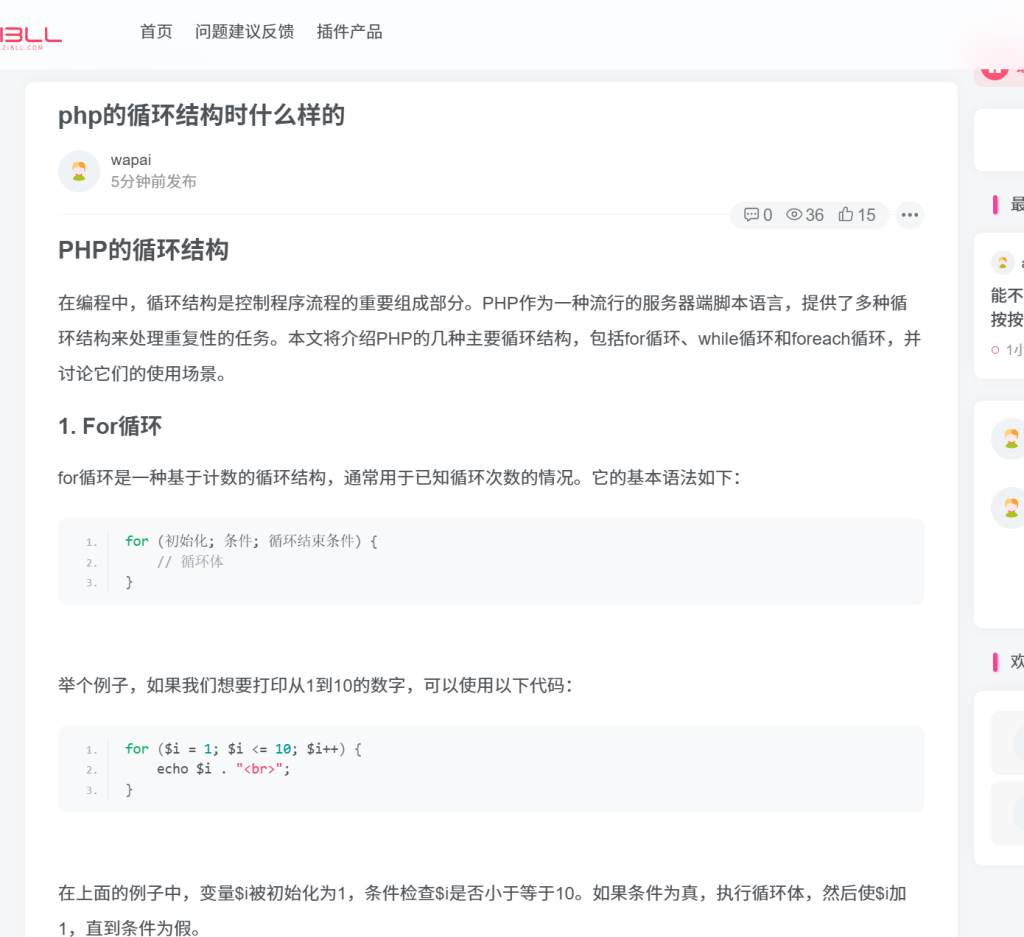 首页 问题建议反馈 插件产品
php的循环结构时什么样的
wapai
5分钟前发布
0 36 15
PHP的循环结构
在编程中，循环结构是控制程序流程的重要组成部分。PHP作为一种流行的服务器端脚本语言，提供了多种循
环结构来处理重复性的任务。本文将介绍PHP的几种主要循环结构，包括for循环、while循环和foreach循环，并
讨论它们的使用场景。
1. For循环
for循环是一种基于计数的循环结构，通常用于已知循环次数的情况。它的基本语法如下：
1. for (初始化; 条件; 循环结束条件) {
2. // 循环体
3. }
举个例子，如果我们想要打印从1到10的数字，可以使用以下代码：
1. for ($i = 1; $i <= 10; $i++) {
2. echo $i . "<br>";
3. }
在上面的例子中，变量$i被初始化为1，条件检查$i是否小于等于10。如果条件为真，执行循环体，然后使$i加
1，直到条件为假。
最
能不
按按
1小
欢